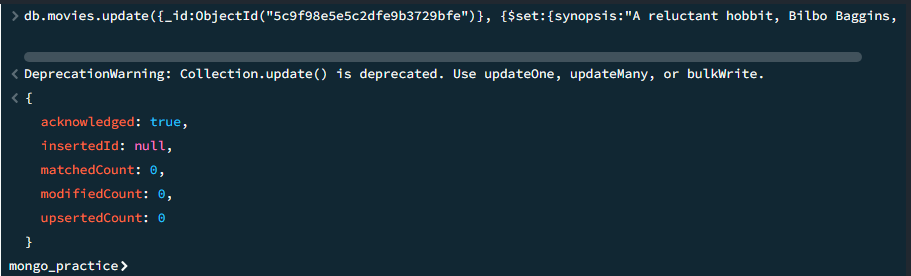 > db.movies.update({_id:ObjectId("5c9f98e5e5c2dfe9b3729bfe")}, {$set:{synopsis:"A reluctant hobbit, Bilbo Baggins,
< DeprecationWarning: Collection.update() is deprecated. Use updateOne, updateMany, or bulkWrite.
< {
acknowledged: true,
insertedId: null,
matchedCount: 0,
modifiedCount: 0,
upsertedCount: 0
}
mongo_practice>